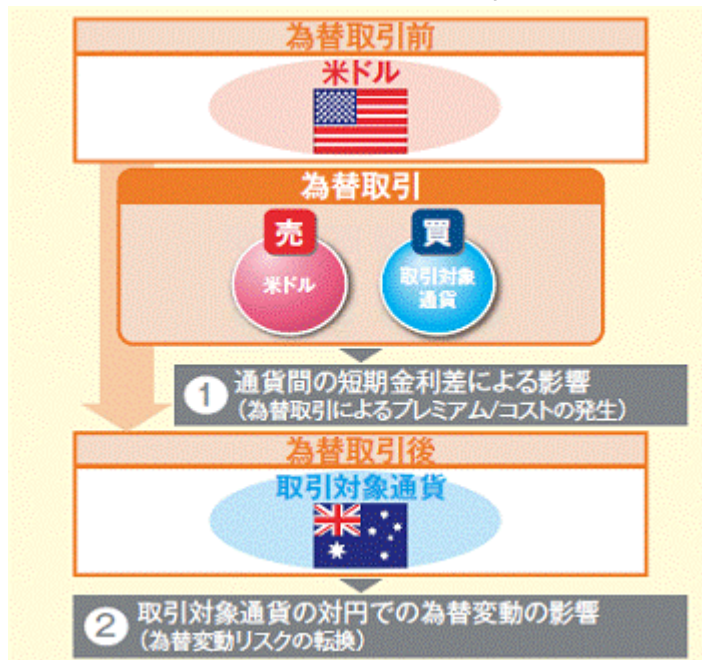 為替取引前
米ドル
為替取引
売
買
米ドル
取引対象
通貨
1 通貨間の短期金利差による影響
(為替取引によるプレミアム/コストの発生)
為替取引後
取引対象通貨
2 取引対象通貨の対円での為替変動の影響
(為替変動リスクの転換)